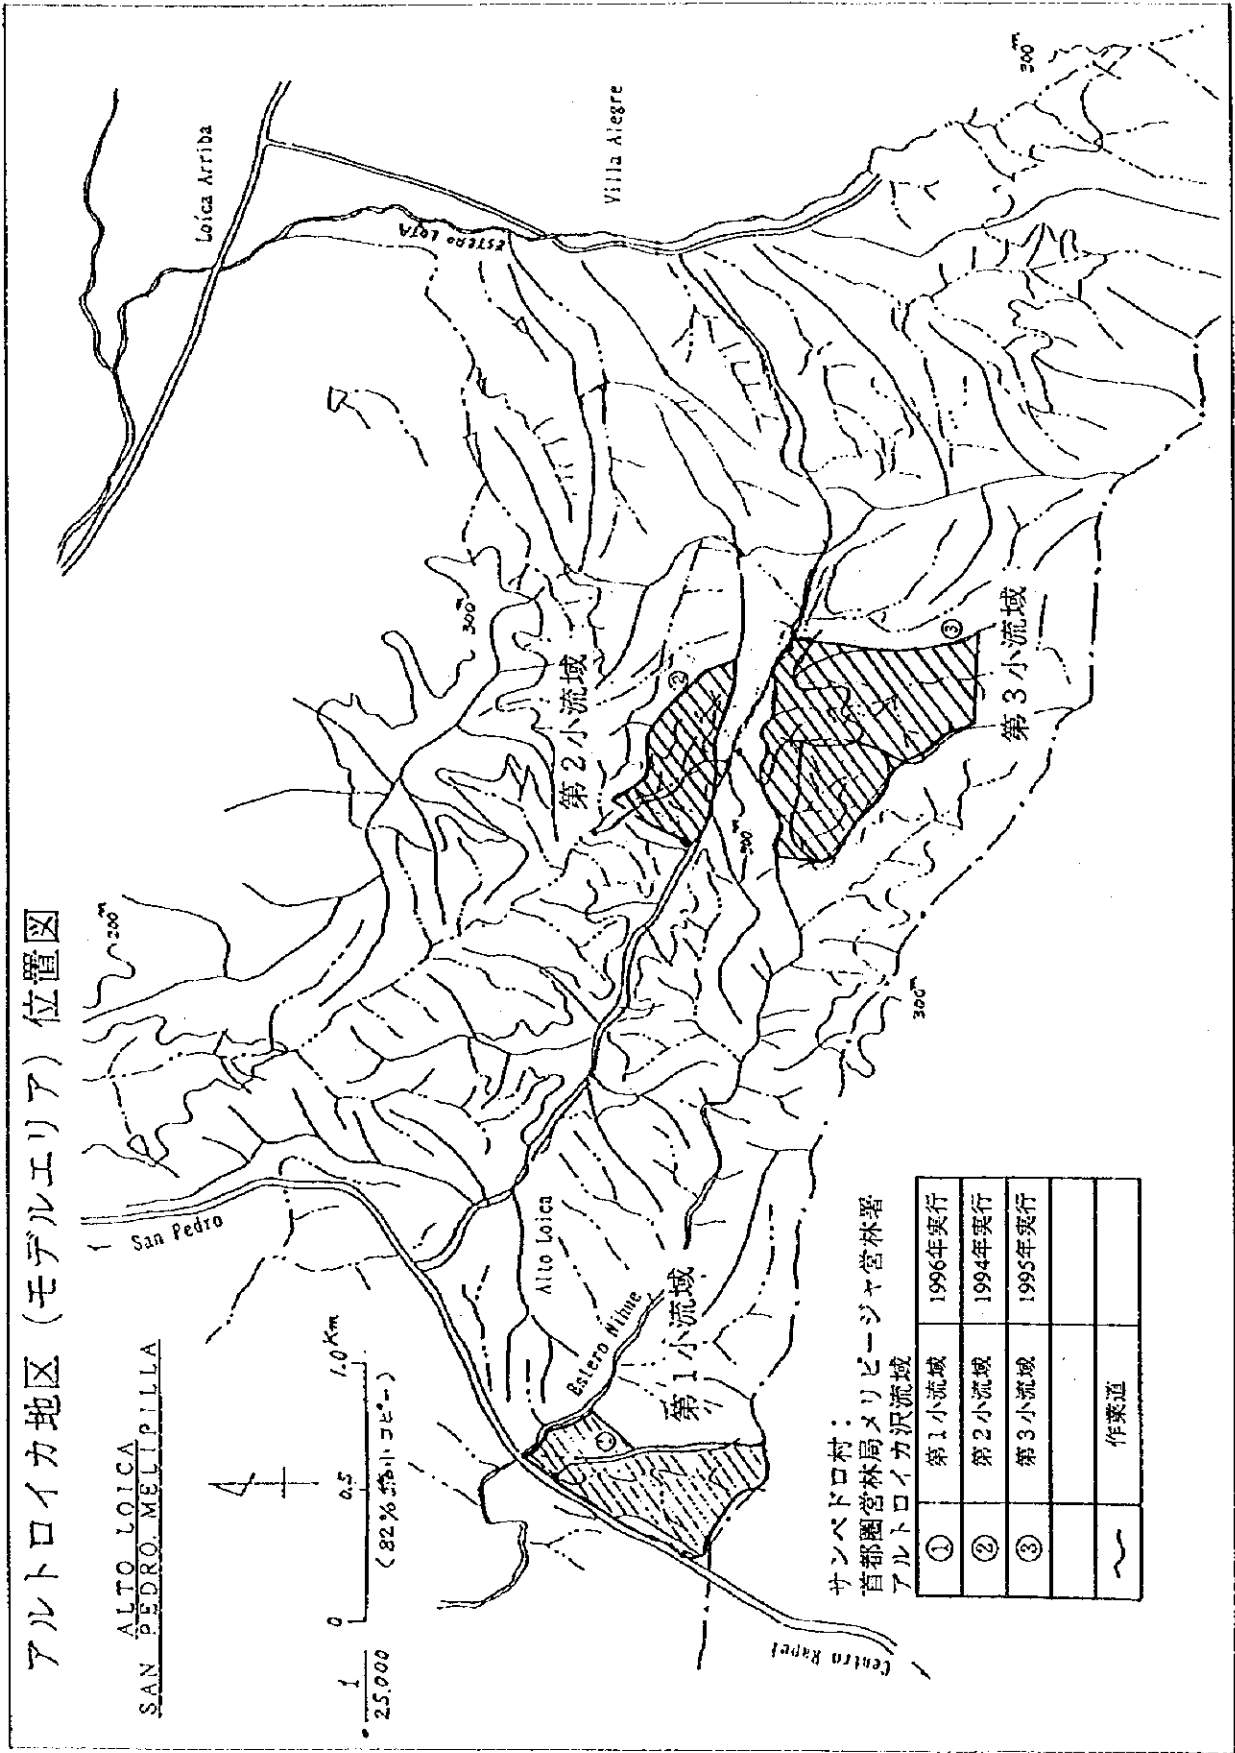 アルトロイカ地区(モデルエリア)位置図
ALTO LOICA
SAN PEDRO, MELIPILLA
1
25.000
0
0.5
1.0 Km
(82%縮小コピー)
San Pedro
200m
Loica Arriba
ESTERO LOJA
Villa Alegre
300m
300m
第2小流域
②
300m
第3小流域
③
300m
Alto Loica
Estero Nihue
第1小流域
①
Centro Rapel
サンペドロ村:
首都圏営林局メリピージャ営林署
アルトロイカ沢流域
① 第1小流域 1996年実行
② 第2小流域 1994年実行
③ 第3小流域 1995年実行
作業道